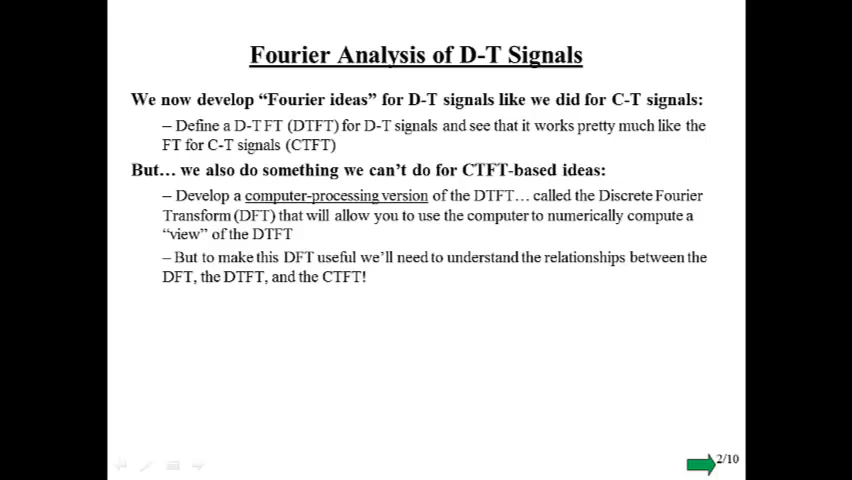 Fourier Analysis of D-T Signals
We now develop “Fourier ideas” for D-T signals like we did for C-T signals:
– Define a D-T FT (DTFT) for D-T signals and see that it works pretty much like the
FT for C-T signals (CTFT)
But… we also do something we can’t do for CTFT-based ideas:
– Develop a computer-processing version of the DTFT… called the Discrete Fourier
Transform (DFT) that will allow you to use the computer to numerically compute a
“view” of the DTFT
– But to make this DFT useful we’ll need to understand the relationships between the
DFT, the DTFT, and the CTFT!
2/10